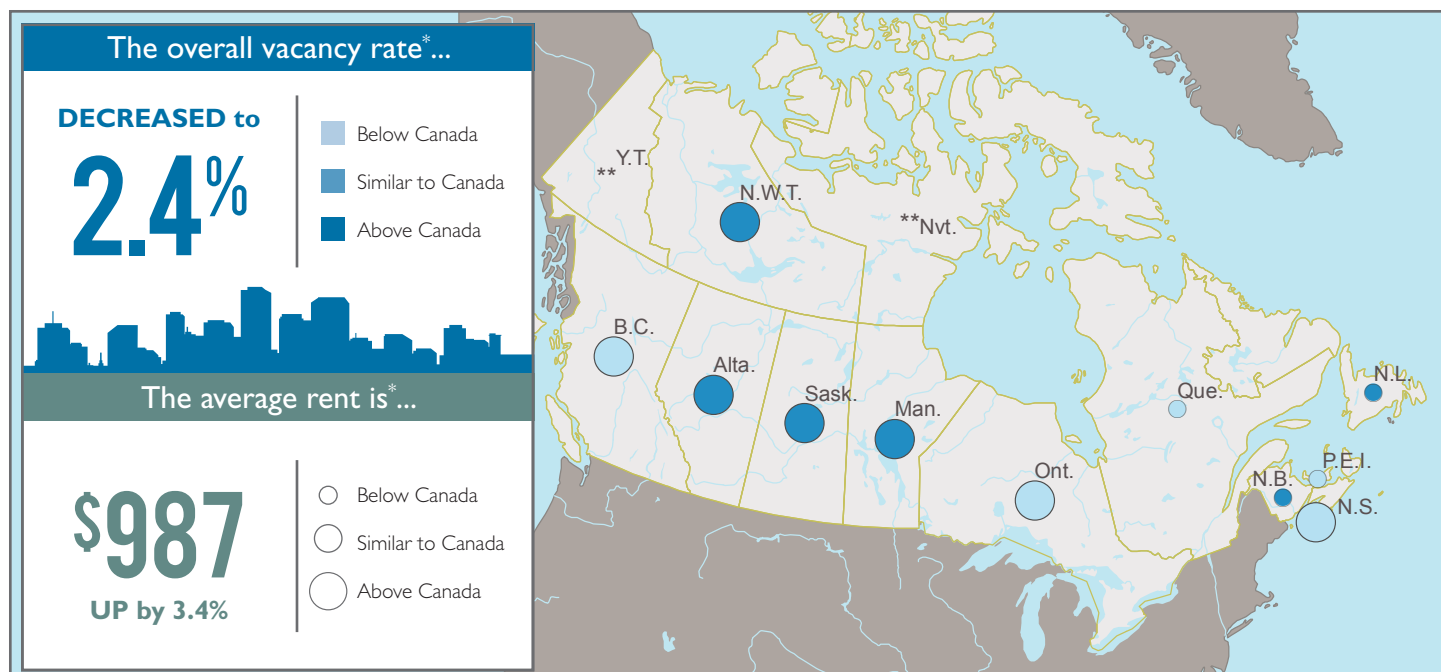 The overall vacancy rate*...
DECREASED to
2.4%
Below Canada
Similar to Canada
Above Canada
The average rent is*...
$987
UP by 3.4%
Below Canada
Similar to Canada
Above Canada
Y.T.
**
N.W.T.
**Nvt.
B.C.
Alta.
Sask.
Man.
Ont.
Que.
N.L.
P.E.I.
N.B.
N.S.